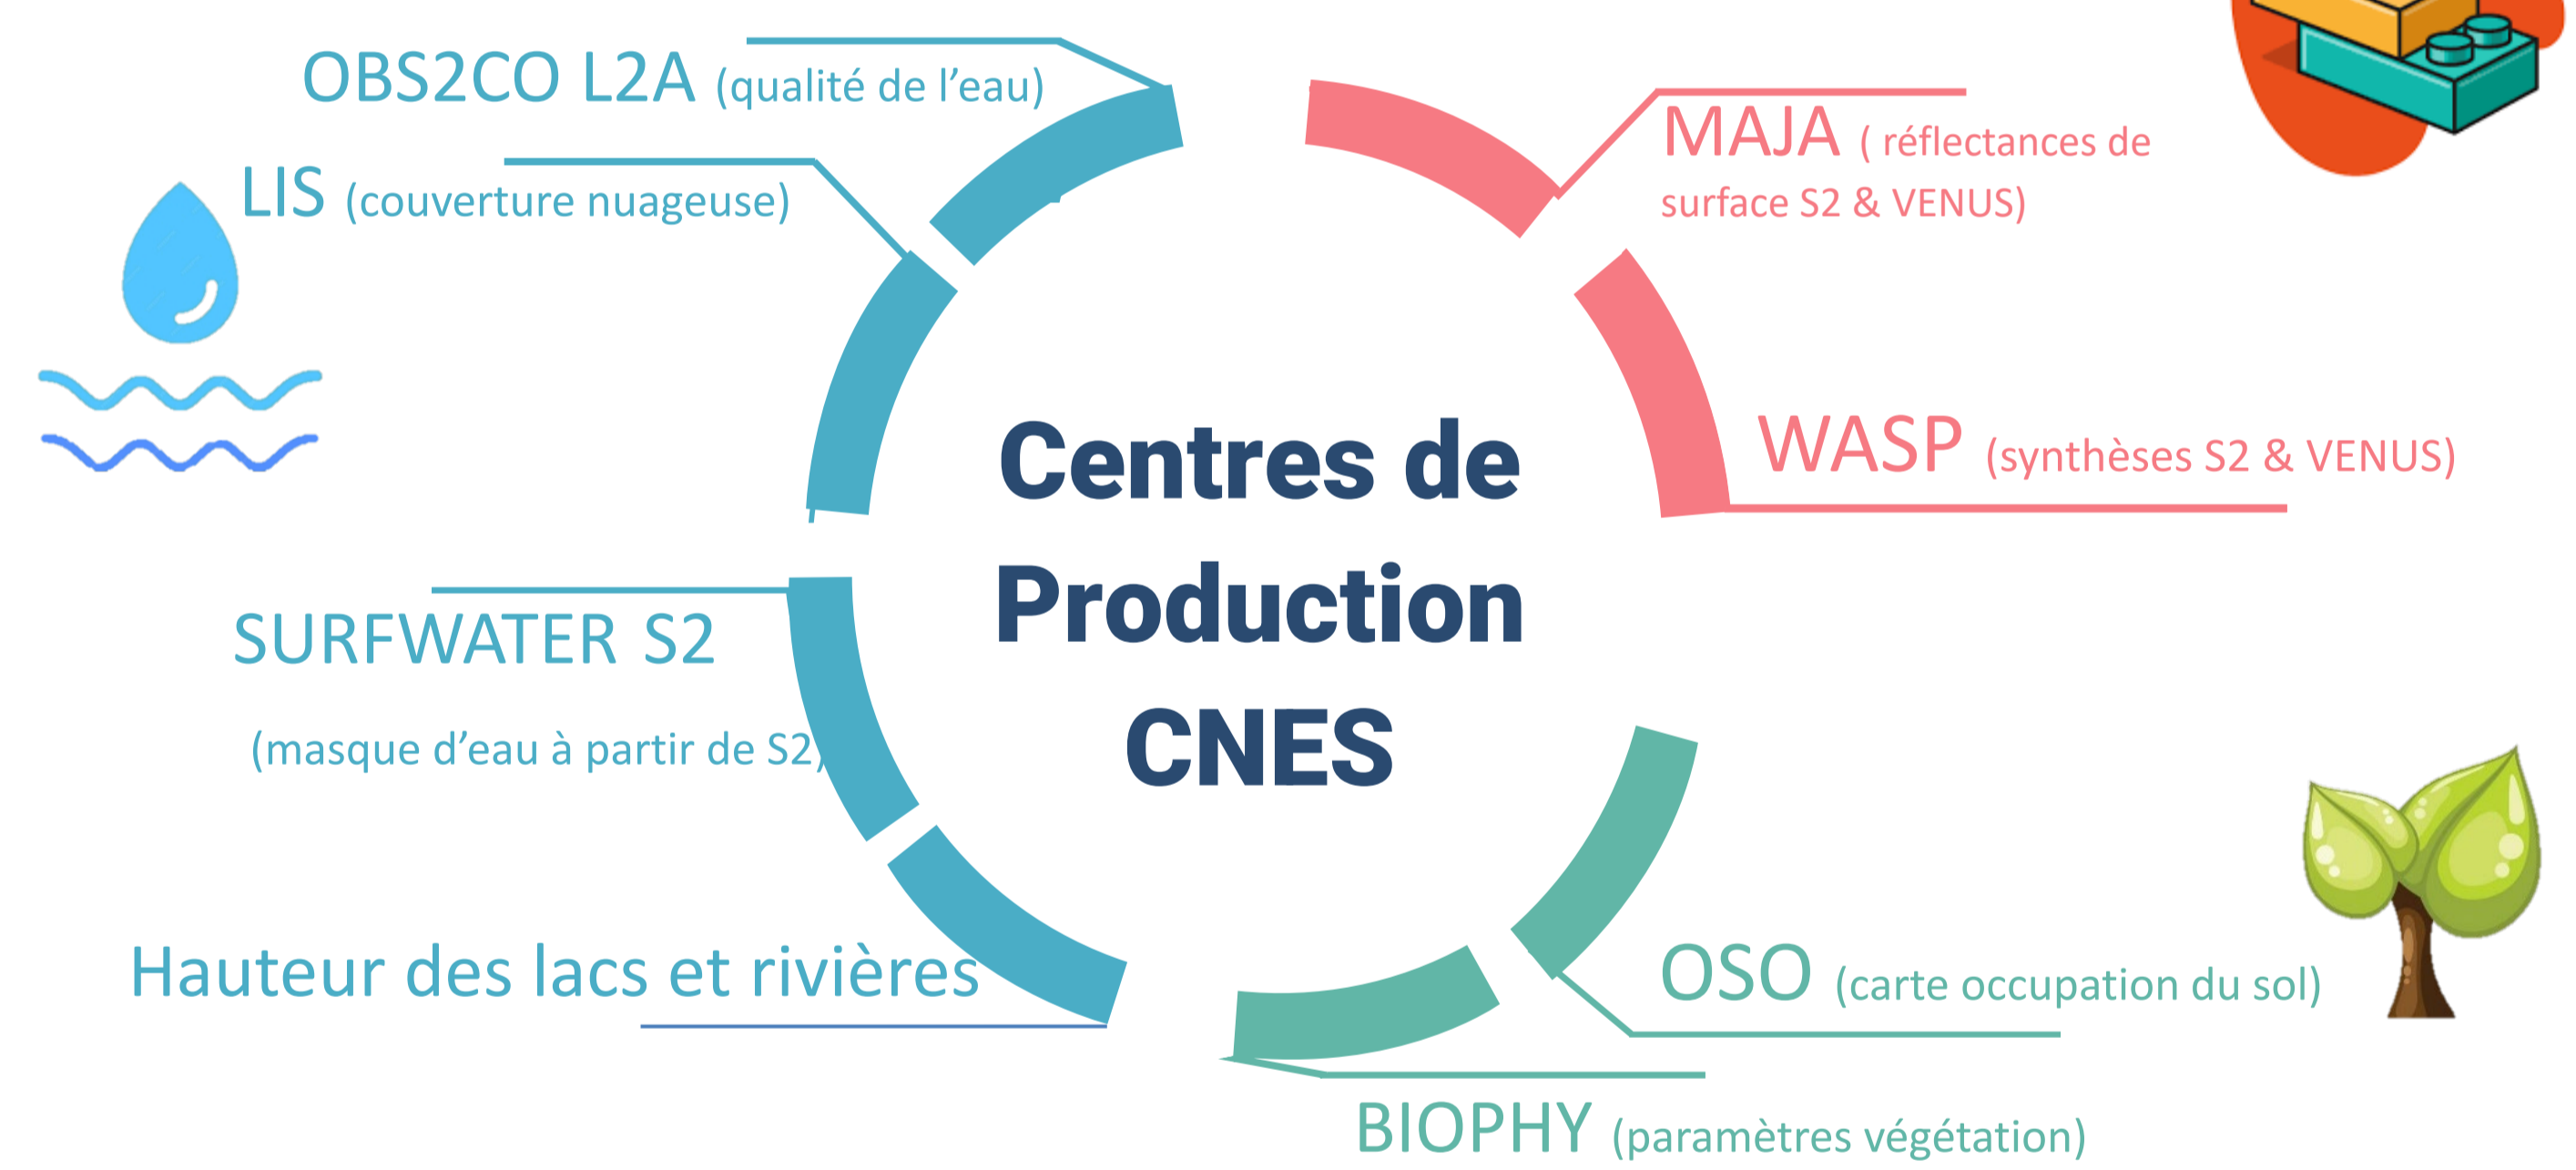 OBS2CO L2A (qualité de l’eau)
LIS (couverture nuageuse)
SURFWATER S2
(masque d’eau à partir de S2)
Hauteur des lacs et rivières
Centres de
Production
CNES
MAJA ( réflectances de
surface S2 & VENUS)
WASP (synthèses S2 & VENUS)
OSO (carte occupation du sol)
BIOPHY (paramètres végétation)